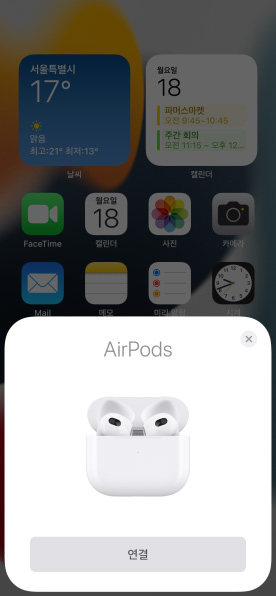 서울특별시
17°
맑음
최고:21° 최저:13°
날씨
월요일
18
파머스마켓
오전 9:45~10:45
주간 회의
오전 11:15 ~ 오후 12...
캘린더
FaceTime
월요일
18
캘린더
사진
카메라
Mail
메모
미리 알림
시계
AirPods
연결